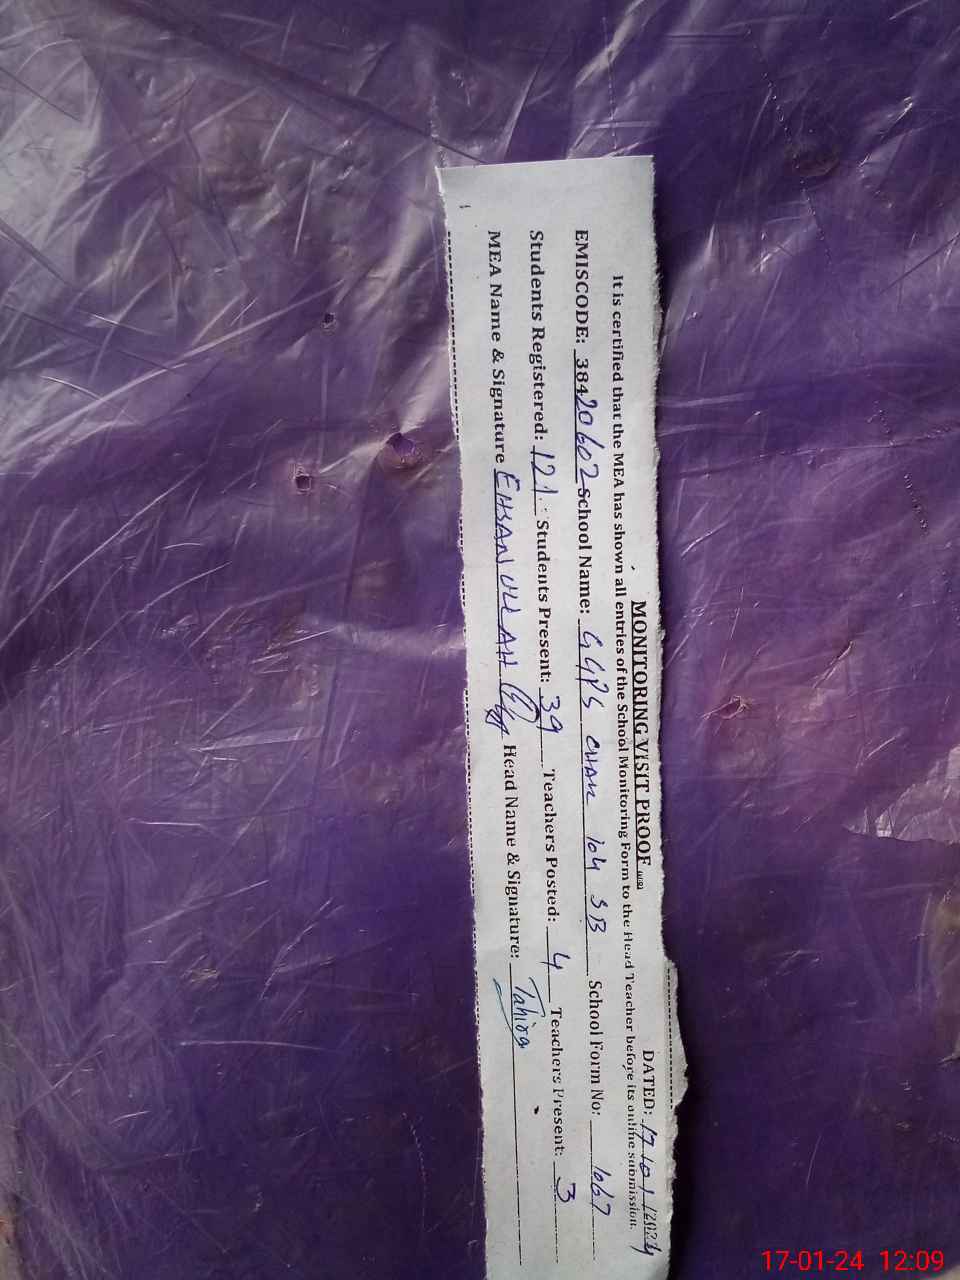 MONITORING VISIT PROOF
DATED: 17/01/2024
It is certified that the MEA has shown all entries of the School Monitoring Form to the Head Teacher before its online submission.
EMISCODE: 38420602 School Name: GGPS CHAK 104 SB School Form No: 1067
Students Registered: 121 Students Present: 39 Teachers Posted: 4 Teachers Present: 3
MEA Name & Signature EHSAN ULLAH Head Name & Signature: Tahira
17-01-24 12:09